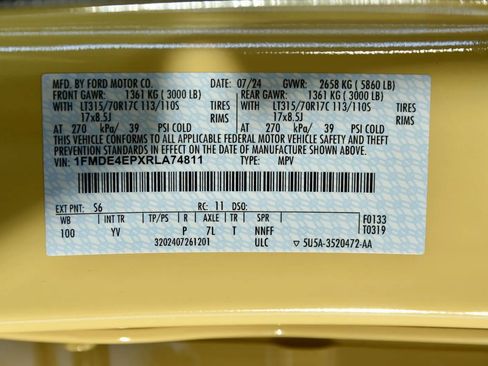 MFD. BY FORD MOTOR CO. 07/24 GVWR: 2658 KG ( 5860 LB)
FRONT GAWR: 1361 KG ( 3000 LB) REAR GAWR: 1361 KG ( 3000 LB)
WITH LT315/70R17C 113/110S TIRES WITH LT315/70R17C 113/110S TIRES
17x8.5J RIMS 17x8.5J RIMS
AT 270 kPa/ 39 PSI COLD AT 270 kPa/ 39 PSI COLD
THIS VEHICLE CONFORMS TO ALL APPLICABLE FEDERAL MOTOR VEHICLE SAFETY AND THEFT
PREVENTION STANDARDS IN EFFECT ON THE DATE OF MANUFACTURE SHOWN ABOVE.
VIN: 1FMDE4EPXRLA74811 TYPE: MPV
EXT PNT: S6 RC: 11 DSO:
WB INT TR TP/PS R AXLE TR SPR F0133
100 YV P 7L T NNFF T0319
3202407261201 ULC ▽ 5U5A-3520472-AA